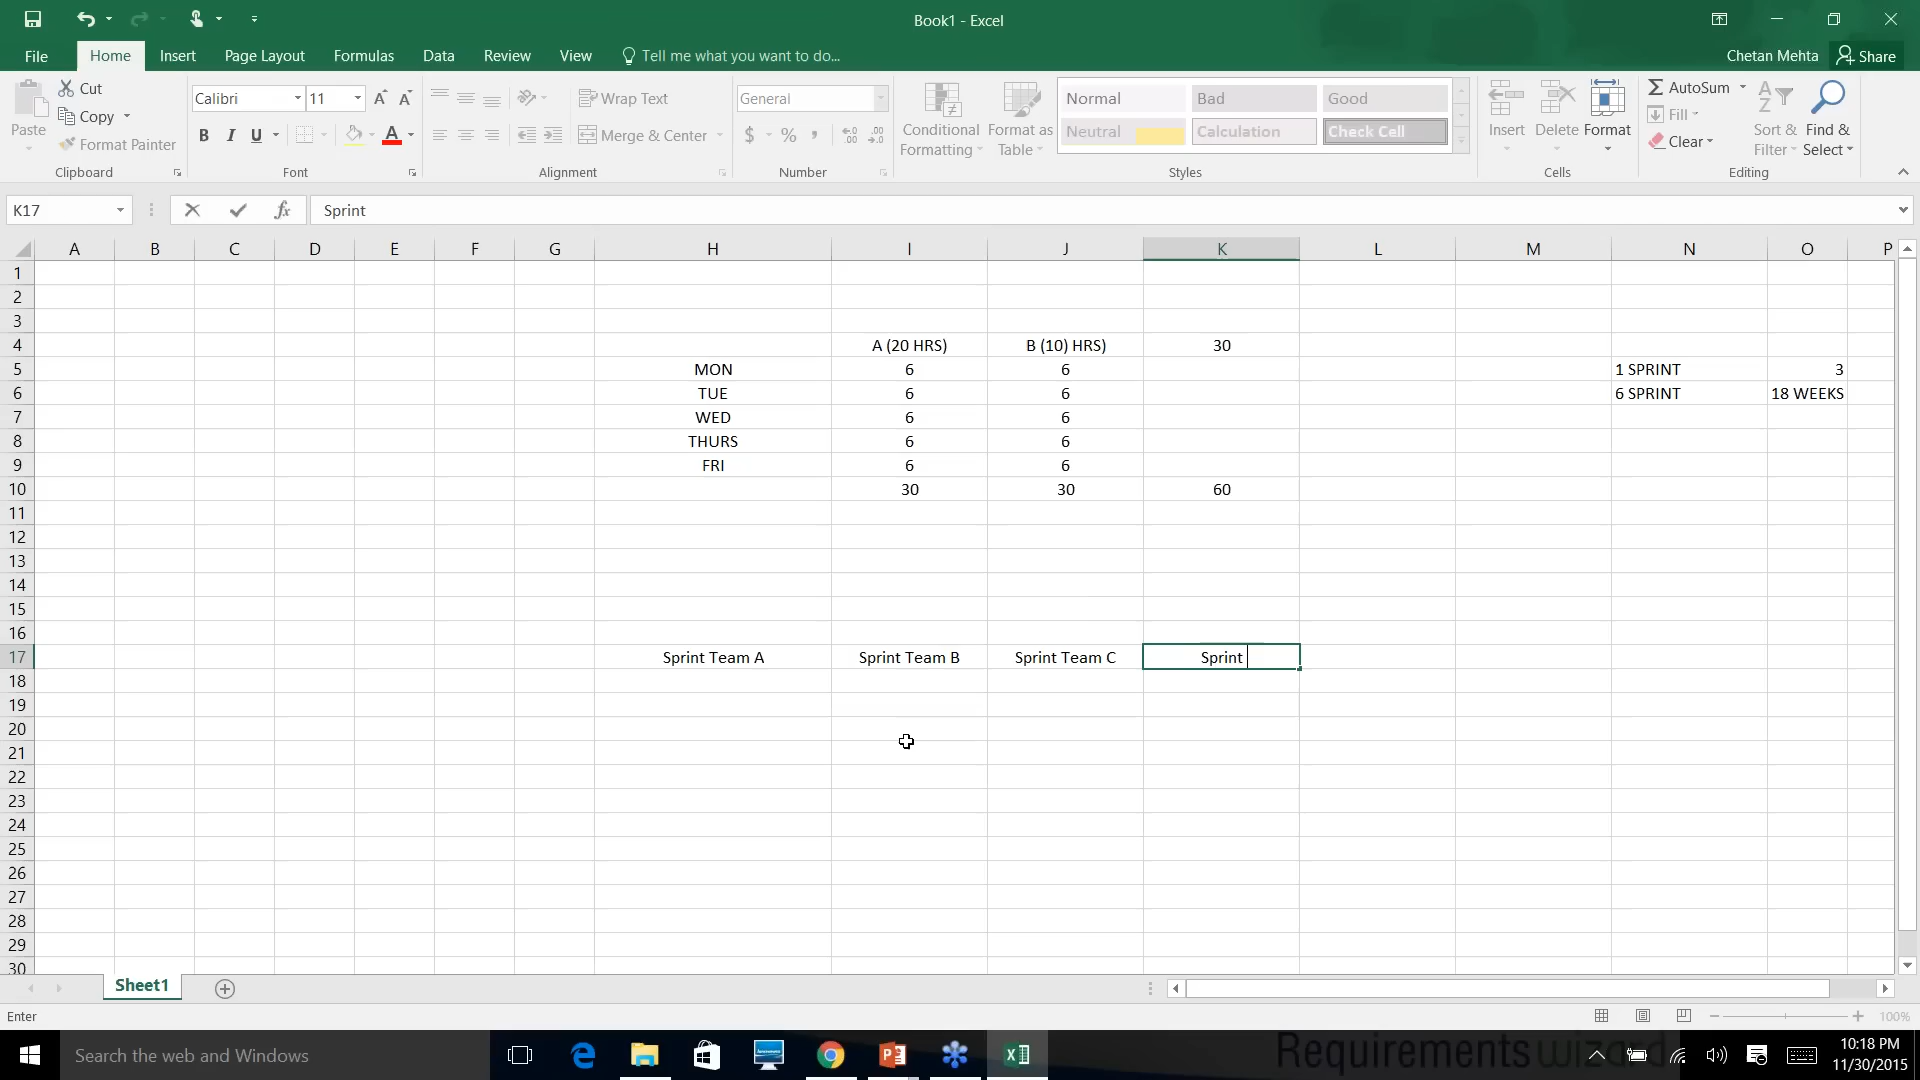 Book1 - Excel
File Home Insert Page Layout Formulas Data Review View Tell me what you want to do... Chetan Mehta Share
Paste Cut Copy Format Painter Clipboard
Calibri 11 A A B I U A Font
Wrap Text Merge & Center Alignment
General $ % , Number
Conditional Formatting Format as Table
Normal Bad Good
Neutral Calculation Check Cell
Styles
Insert Delete Format Cells
AutoSum Fill Clear Sort & Filter Find & Select Editing
K17 fx Sprint
A B C D E F G H I J K L M N O P
1
2
3
4 A (20 HRS) B (10) HRS) 30
5 MON 6 6 1 SPRINT 3
6 TUE 6 6 6 SPRINT 18 WEEKS
7 WED 6 6
8 THURS 6 6
9 FRI 6 6
10 30 30 60
11
12
13
14
15
16
17 Sprint Team A Sprint Team B Sprint Team C Sprint
18
19
20
21
22
23
24
25
26
27
28
29
30
Sheet1
Enter 100%
Search the web and Windows
Requirements wizard
10:18 PM
11/30/2015